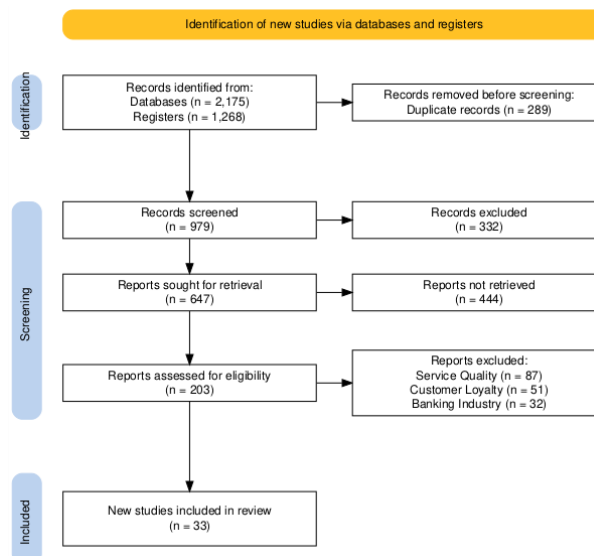 Identification of new studies via databases and registers
Identification
Records identified from:
Databases (n = 2,175)
Registers (n = 1,268)
Records removed before screening:
Duplicate records (n = 289)
Screening
Records screened
(n = 979)
Records excluded
(n = 332)
Reports sought for retrieval
(n = 647)
Reports not retrieved
(n = 444)
Reports assessed for eligibility
(n = 203)
Reports excluded:
Service Quality (n = 87)
Customer Loyalty (n = 51)
Banking Industry (n = 32)
Included
New studies included in review
(n = 33)